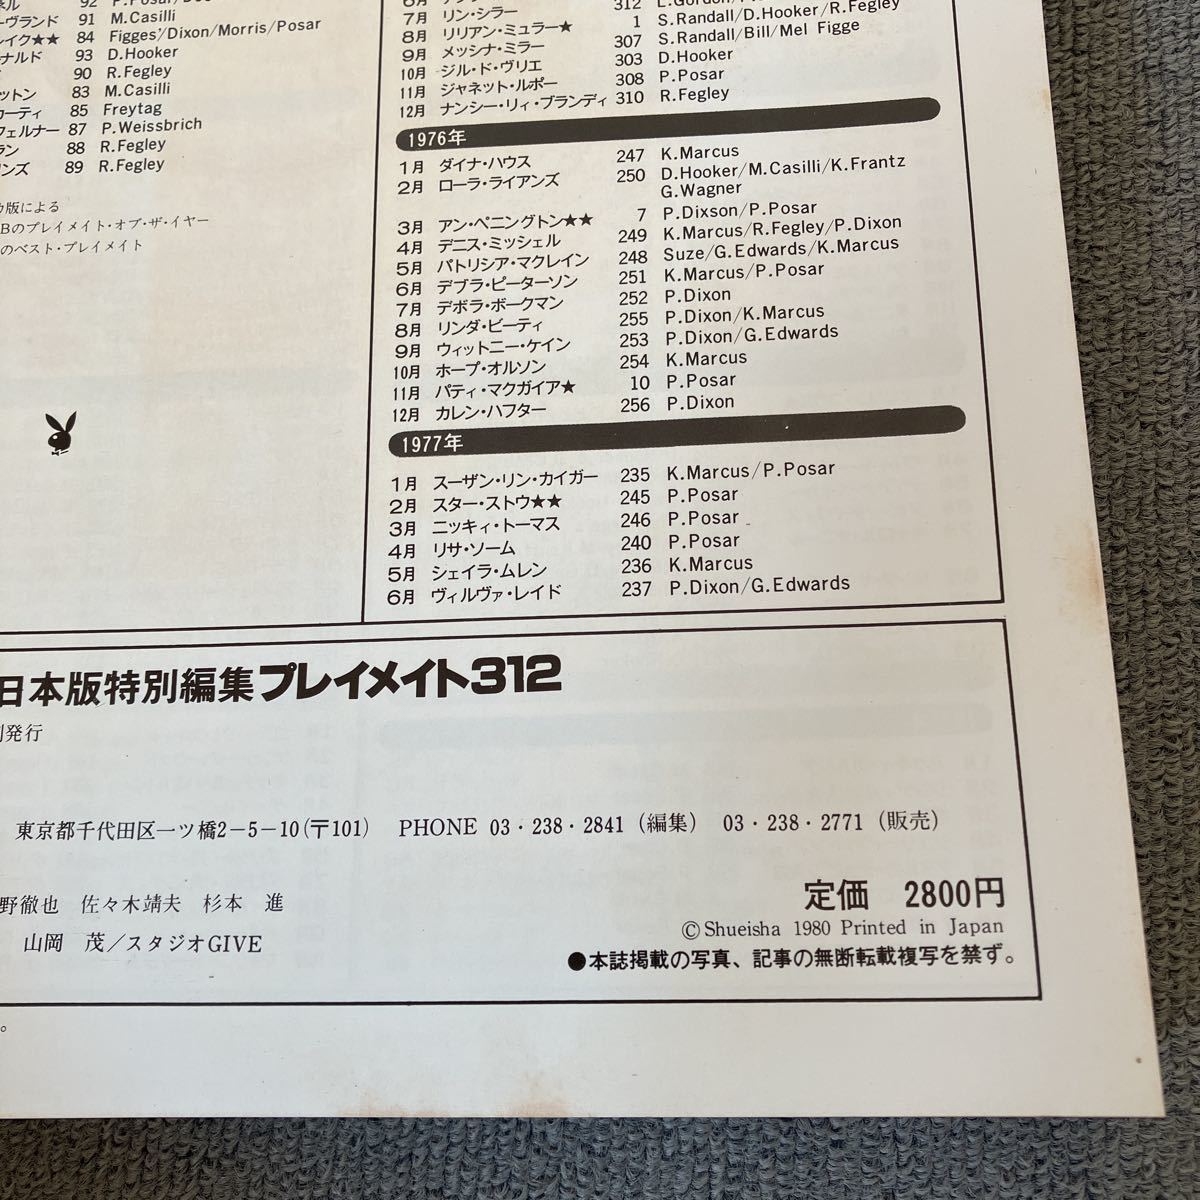 ネル 92
ーヴランド 91 M.Casilli
レイク★★ 84 Figges'/Dixon/Morris/Posar
ナルド 93 D.Hooker
90 R.Fegley
ットン 83 M.Casilli
カーティ 85 Freytag
フェルナー 87 P.Weissbrich
ラン 88 R.Fegley
リンズ 89 R.Fegley
カ版による
Bのプレイメイト・オブ・ザ・イヤー
のベスト・プレイメイト
7月 リン・シラー 1 S.Randall/D.Hooker/R.Fegley
8月 リリアン・ミュラー★ 307 S.Randall/Bill/Mel Figge
9月 メッシナ・ミラー 303 D.Hooker
10月 ジル・ド・ヴリエ 308 P.Posar
11月 ジャネット・ルポー 310 R.Fegley
12月 ナンシー・リィ・ブランディ
1976年
1月 ダイナ・ハウス 247 K.Marcus
2月 ローラ・ライアンズ 250 D.Hooker/M.Casilli/K.Frantz
G.Wagner
3月 アン・ペニングトン★★ 7 P.Dixson/P.Posar
4月 デニス・ミッシェル 249 K.Marcus/R.Fegley/P.Dixon
5月 パトリシア・マクレイン 248 Suze/G.Edwards/K.Marcus
6月 デブラ・ピーターソン 251 K.Marcus/P.Posar
7月 デボラ・ボークマン 252 P.Dixon
8月 リンダ・ビーティ 255 P.Dixon/K.Marcus
9月 ウィットニー・ケイン 253 P.Dixon/G.Edwards
10月 ホープ・オルソン 254 K.Marcus
11月 パティ・マクガイア★ 10 P.Posar
12月 カレン・ハフター 256 P.Dixon
1977年
1月 スーザン・リン・カイガー 235 K.Marcus/P.Posar
2月 スター・ストウ★★ 245 P.Posar
3月 ニッキィ・トーマス 246 P.Posar
4月 リサ・ソーム 240 P.Posar
5月 シェイラ・ムレン 236 K.Marcus
6月 ヴィルヴァ・レイド 237 P.Dixon/G.Edwards
日本版特別編集プレイメイト312
刊発行
東京都千代田区一ツ橋2-5-10(〒101) PHONE 03・238・2841(編集) 03・238・2771(販売)
野徹也 佐々木靖夫 杉本 進
山岡 茂/スタジオGIVE
定価 2800円
©Shueisha 1980 Printed in Japan
●本誌掲載の写真、記事の無断転載複写を禁ず。
。